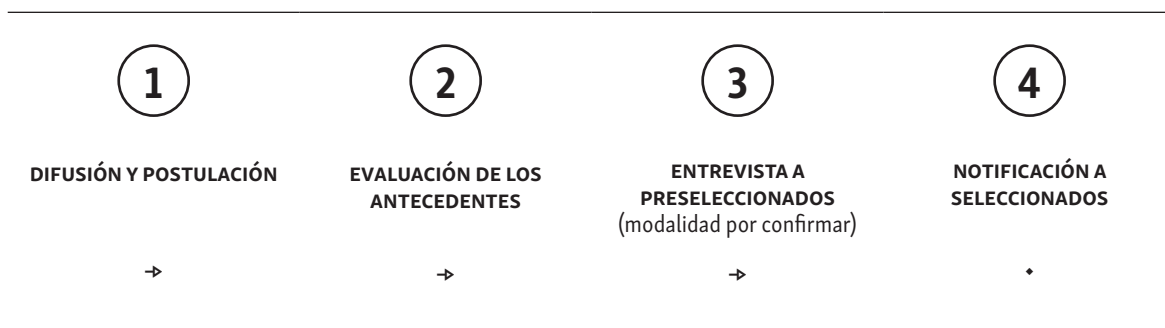 1
DIFUSIÓN Y POSTULACIÓN
2
EVALUACIÓN DE LOS
ANTECEDENTES
3
ENTREVISTA A
PRESELECCIONADOS
(modalidad por confirmar)
4
NOTIFICACIÓN A
SELECCIONADOS